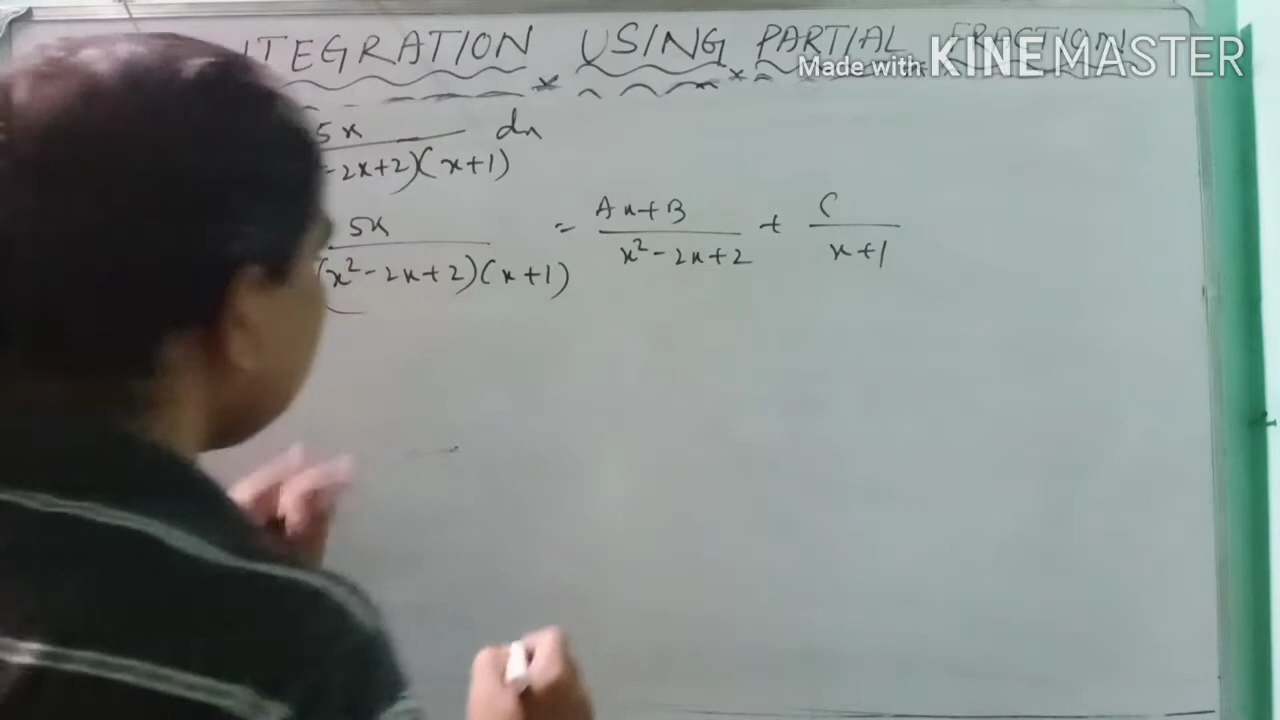 ITEGRATION USING PARTIAL FRACTION
Made with KINEMASTER
5x dx
-2x+2)(x+1)
5x = Ax+B + C
(x²-2x+2)(x+1) x²-2x+2 x+1